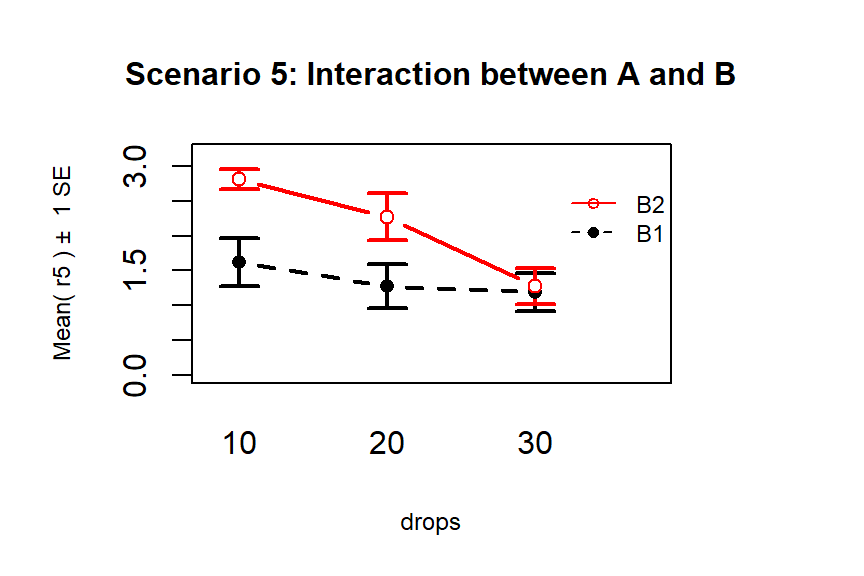 Scenario 5: Interaction between A and B
Mean( r5 ) ± 1 SE
3.0
1.5
0.0
B2
B1
10 20 30
drops